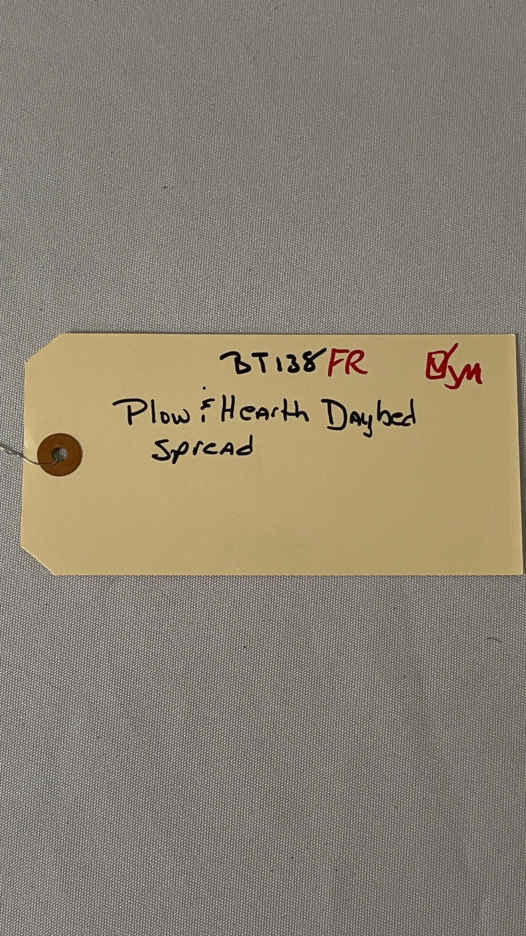 BT138 FR ☑ YM
Plow & Hearth Daybed
Spread